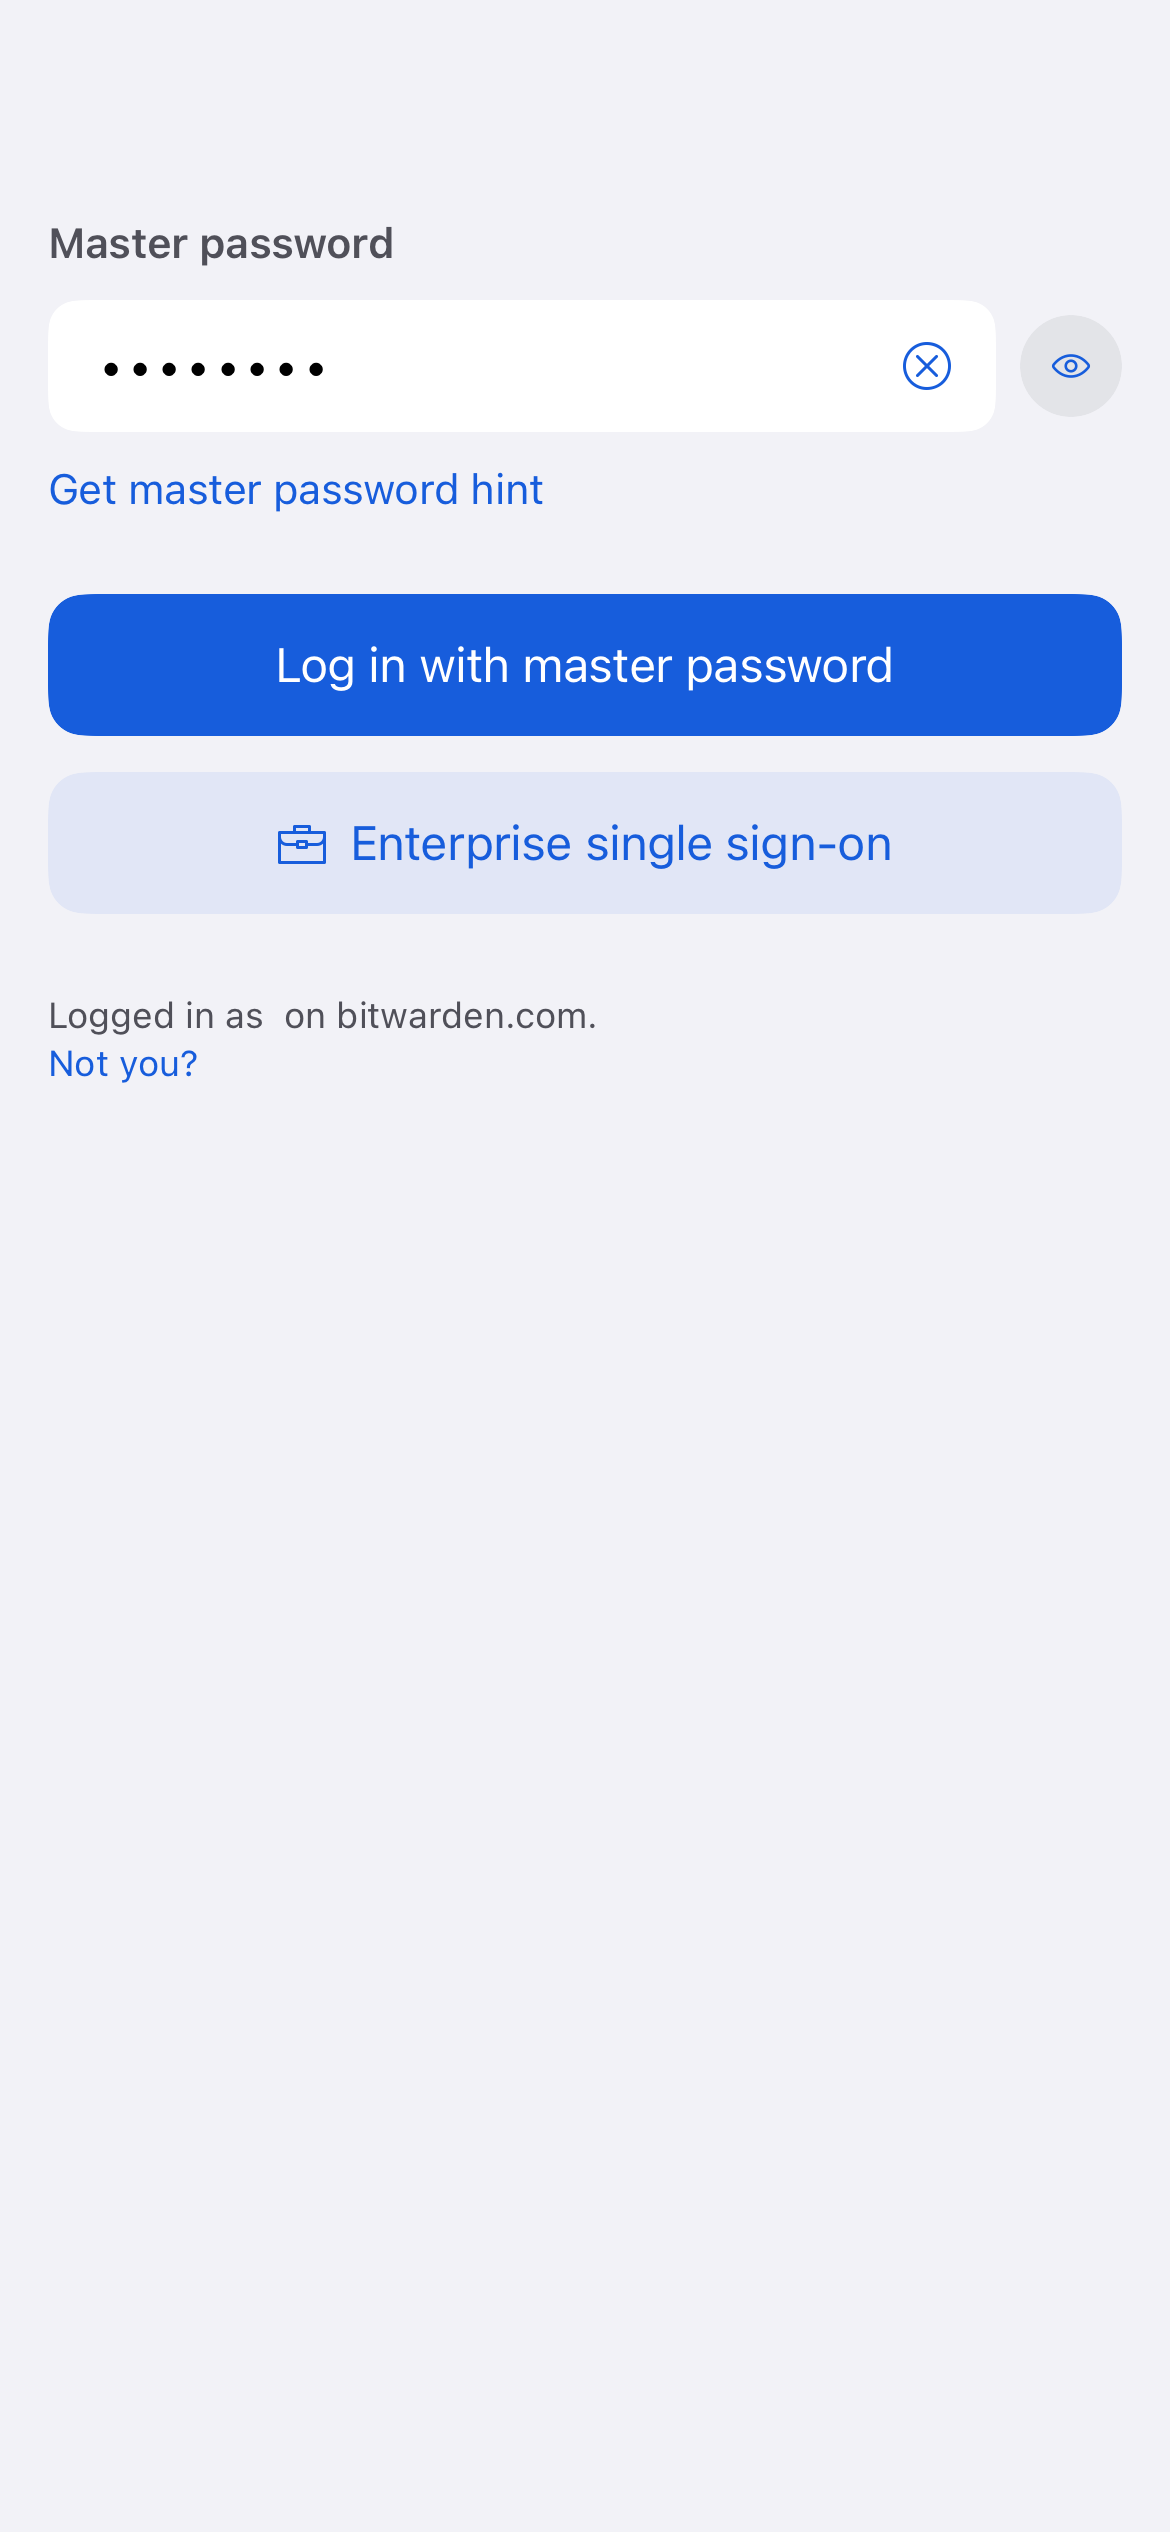 Master password
••••••••
Get master password hint
Log in with master password
Enterprise single sign-on
Logged in as  on bitwarden.com.
Not you?